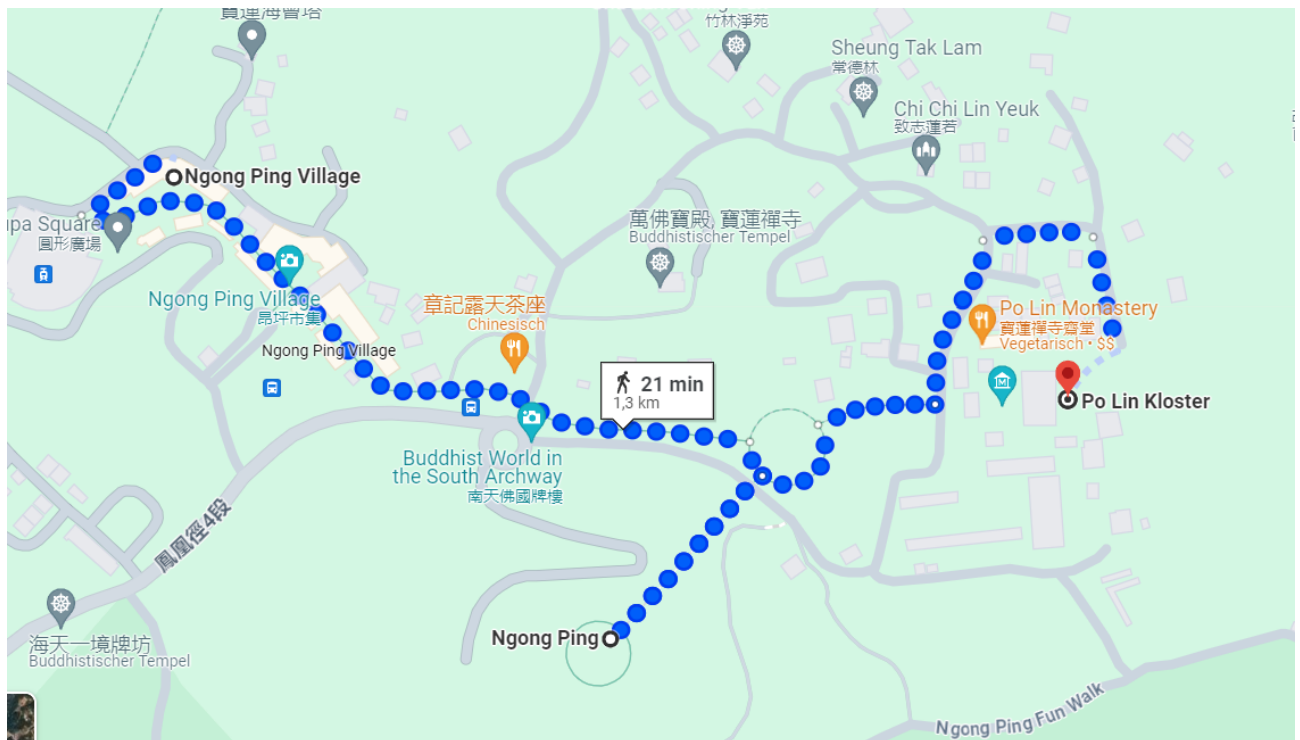 寶蓮海會塔
竹林淨苑
Sheung Tak Lam
常德林
Chi Chi Lin Yeuk
致志蓮若
Ngong Ping Village
Square
圓形廣場
萬佛寶殿, 寶蓮禪寺
Buddhistischer Tempel
Ngong Ping Village
昂坪市集
Ngong Ping Village
章記露天茶座
Chinesisch
Po Lin Monastery
寶蓮禪寺齋堂
Vegetarisch • $$
21 min
1,3 km
Po Lin Kloster
Buddhist World in
the South Archway
南天佛國牌樓
鳳凰徑4段
Ngong Ping
海天一境牌坊
Buddhistischer Tempel
Ngong Ping Fun Walk